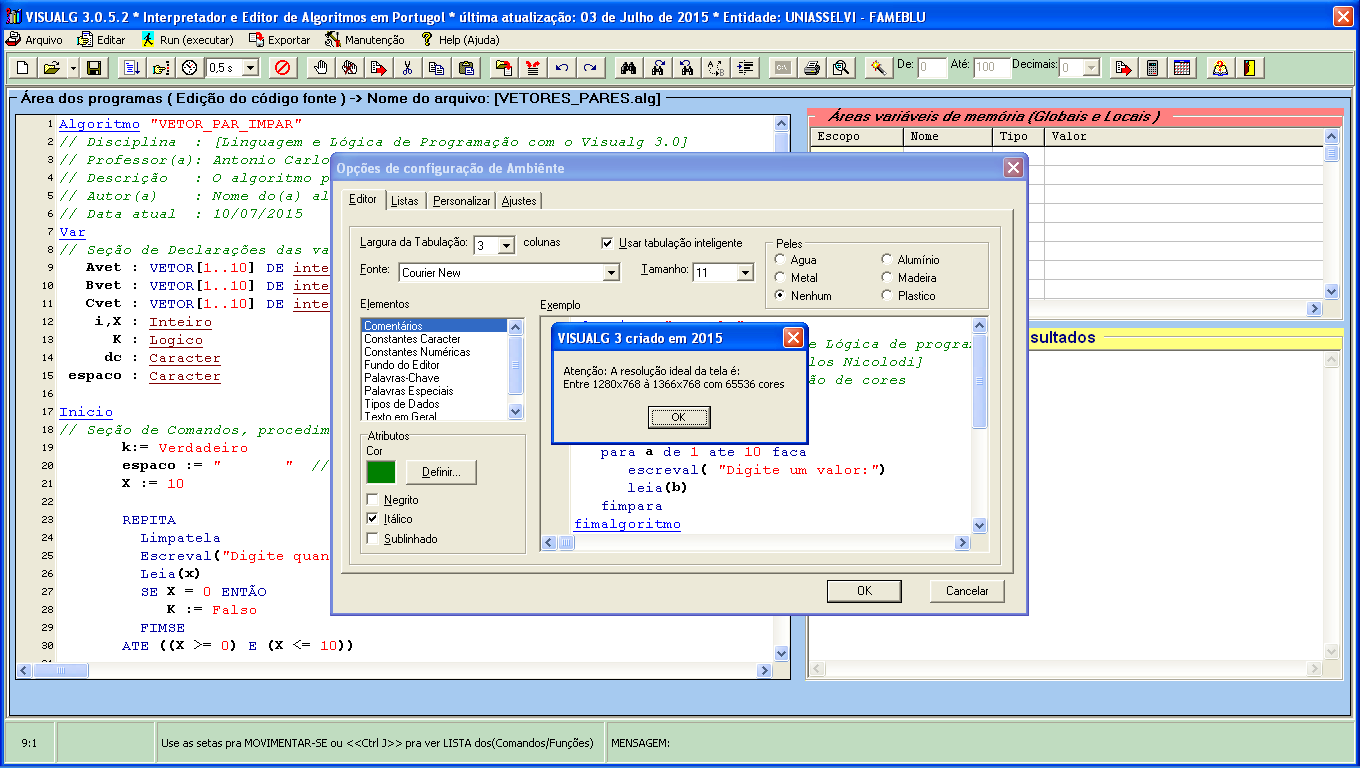 VISUALG 3.0.5.2 * Interpretador e Editor de Algoritmos em Portugol * última atualização: 03 de Julho de 2015 * Entidade: UNIASSELVI - FAMEBLU
Arquivo Editar Run (executar) Exportar Manutenção Help (Ajuda)
0,5 s De: 0 Até: 100 Decimais: 0
Área dos programas ( Edição do código fonte ) -> Nome do arquivo: [VETORES_PARES.alg]
1 Algoritmo "VETOR_PAR_IMPAR"
2 // Disciplina : [Linguagem e Lógica de Programação com o Visualg 3.0]
3 // Professor(a): Antonio Carlo
4 // Descrição : O algoritmo p
5 // Autor(a) : Nome do(a) al
6 // Data atual : 10/07/2015
7 Var
8 // Seção de Declarações das va
9 Avet : VETOR[1..10] DE inte
10 Bvet : VETOR[1..10] DE inte
11 Cvet : VETOR[1..10] DE inte
12 i,X : Inteiro
13 K : Logico
14 dc : Caracter
15 espaco : Caracter
16
17 Inicio
18 // Seção de Comandos, procedim
19 k:= Verdadeiro
20 espaco := " " //
21 X := 10
22
23 REPITA
24 Limpatela
25 Escreval("Digite quan
26 Leia(x)
27 SE X = 0 ENTÃO
28 K := Falso
29 FIMSE
30 ATE ((X >= 0) E (X <= 10))
Áreas variáveis de memória (Globais e Locais )
Escopo Nome Tipo Valor
sultados
Opções de configuração de Ambiênte
Editor Listas Personalizar Ajustes
Largura da Tabulação: 3 colunas
Usar tabulação inteligente
Fonte: Courier New
Tamanho: 11
Peles
Agua Alumínio
Metal Madeira
Nenhum Plastico
Elementos
Comentários
Constantes Caracter
Constantes Numéricas
Fundo do Editor
Palavras-Chave
Palavras Especiais
Tipos de Dados
Texto em Geral
Atributos
Cor
Definir...
Negrito
Itálico
Sublinhado
Exemplo
e Lógica de program
los Nicolodi]
ão de cores
para a de 1 ate 10 faca
escreval( "Digite um valor:")
leia(b)
fimpara
fimalgoritmo
VISUALG 3 criado em 2015
Atenção: A resolução ideal da tela é:
Entre 1280x768 à 1366x768 com 65536 cores
OK
OK Cancelar
9:1 Use as setas pra MOVIMENTAR-SE ou <<Ctrl J>> pra ver LISTA dos(Comandos/Funções) MENSAGEM: